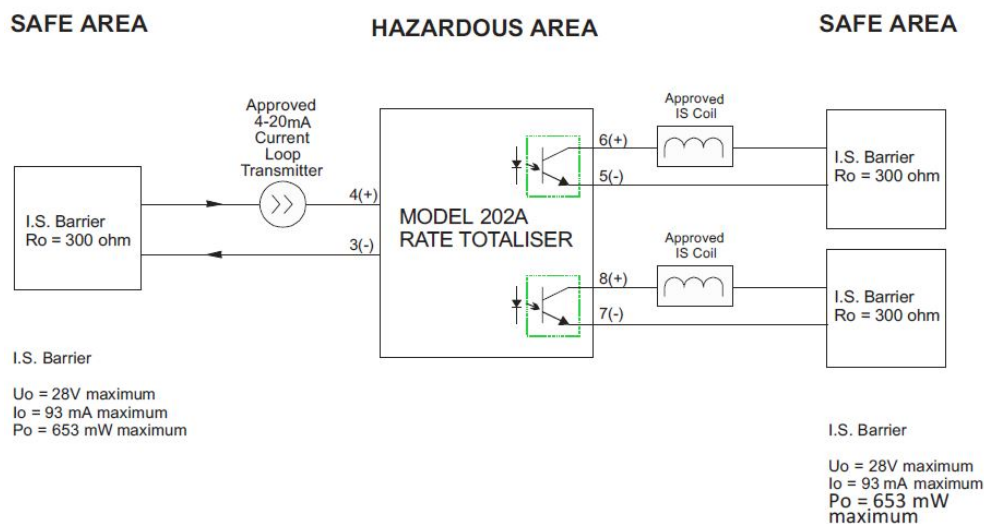 SAFE AREA
HAZARDOUS AREA
SAFE AREA
Approved
4-20mA
Current
Loop
Transmitter
I.S. Barrier
Ro = 300 ohm
4(+)
3(-)
MODEL 202A
RATE TOTALISER
6(+)
5(-)
Approved
IS Coil
I.S. Barrier
Ro = 300 ohm
8(+)
7(-)
Approved
IS Coil
I.S. Barrier
Ro = 300 ohm
I.S. Barrier
Uo = 28V maximum
Io = 93 mA maximum
Po = 653 mW maximum
I.S. Barrier
Uo = 28V maximum
Io = 93 mA maximum
Po = 653 mW
maximum